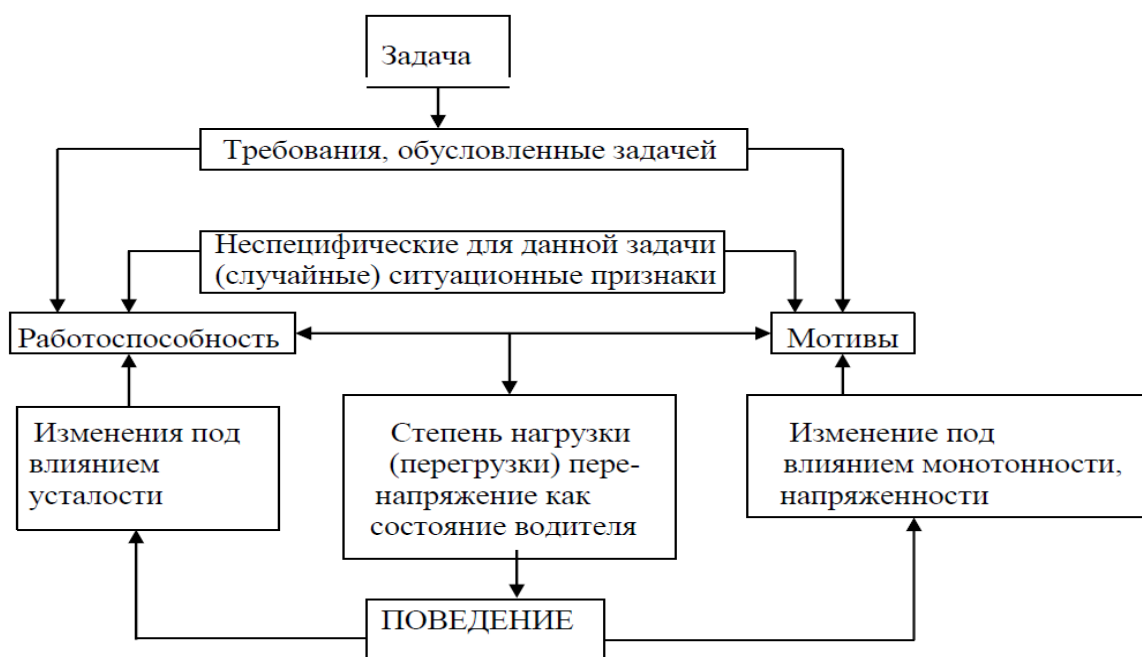 Задача
Требования, обусловленные задачей
Неспецифические для данной задачи
(случайные) ситуационные признаки
Работоспособность
Мотивы
Изменения под
влиянием
усталости
Степень нагрузки
(перегрузки) пере-
напряжение как
состояние водителя
Изменение под
влиянием монотонности,
напряженности
ПОВЕДЕНИЕ